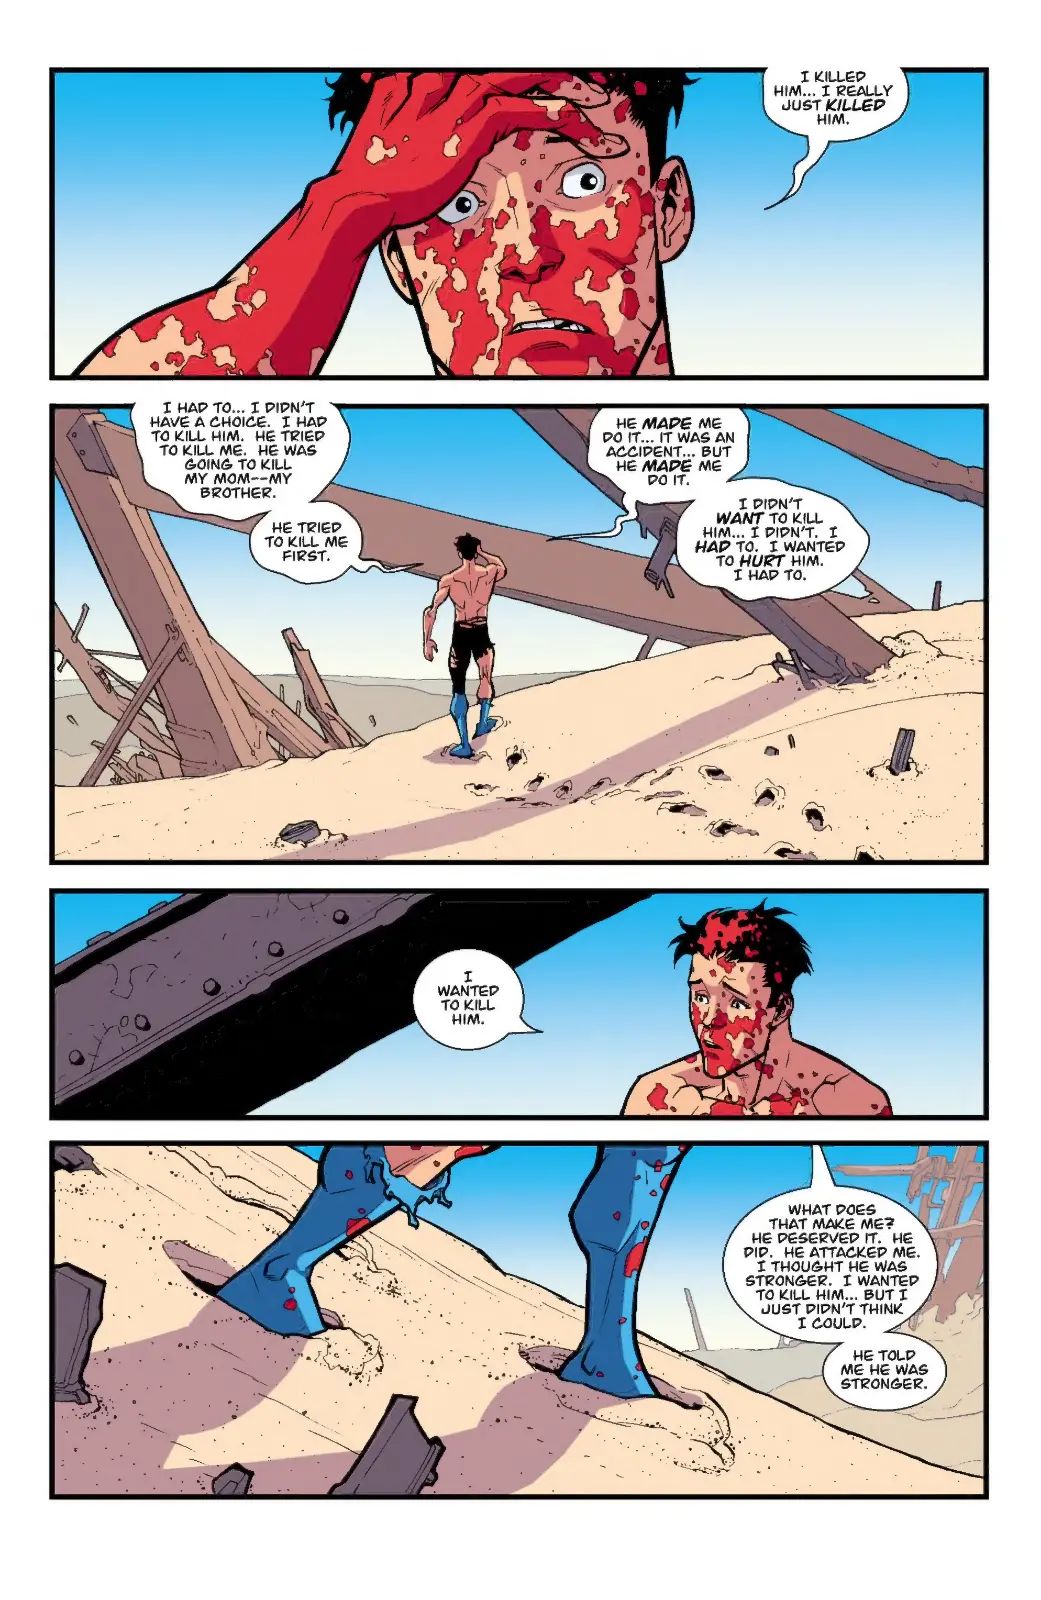 I KILLED
HIM... I REALLY
JUST KILLED
HIM.
I HAD TO... I DIDN'T
HAVE A CHOICE. I HAD
TO KILL HIM. HE TRIED
TO KILL ME. HE WAS
GOING TO KILL
MY MOM--MY
BROTHER.
HE TRIED
TO KILL ME
FIRST.
HE MADE ME
DO IT... IT WAS AN
ACCIDENT... BUT
HE MADE ME
DO IT.
I DIDN'T
WANT TO KILL
HIM... I DIDN'T. I
HAD TO. I WANTED
TO HURT HIM.
I HAD TO.
I
WANTED
TO KILL
HIM.
WHAT DOES
THAT MAKE ME?
HE DESERVED IT. HE
DID. HE ATTACKED ME.
I THOUGHT HE WAS
STRONGER. I WANTED
TO KILL HIM... BUT I
JUST DIDN'T THINK
I COULD.
HE TOLD
ME HE WAS
STRONGER.